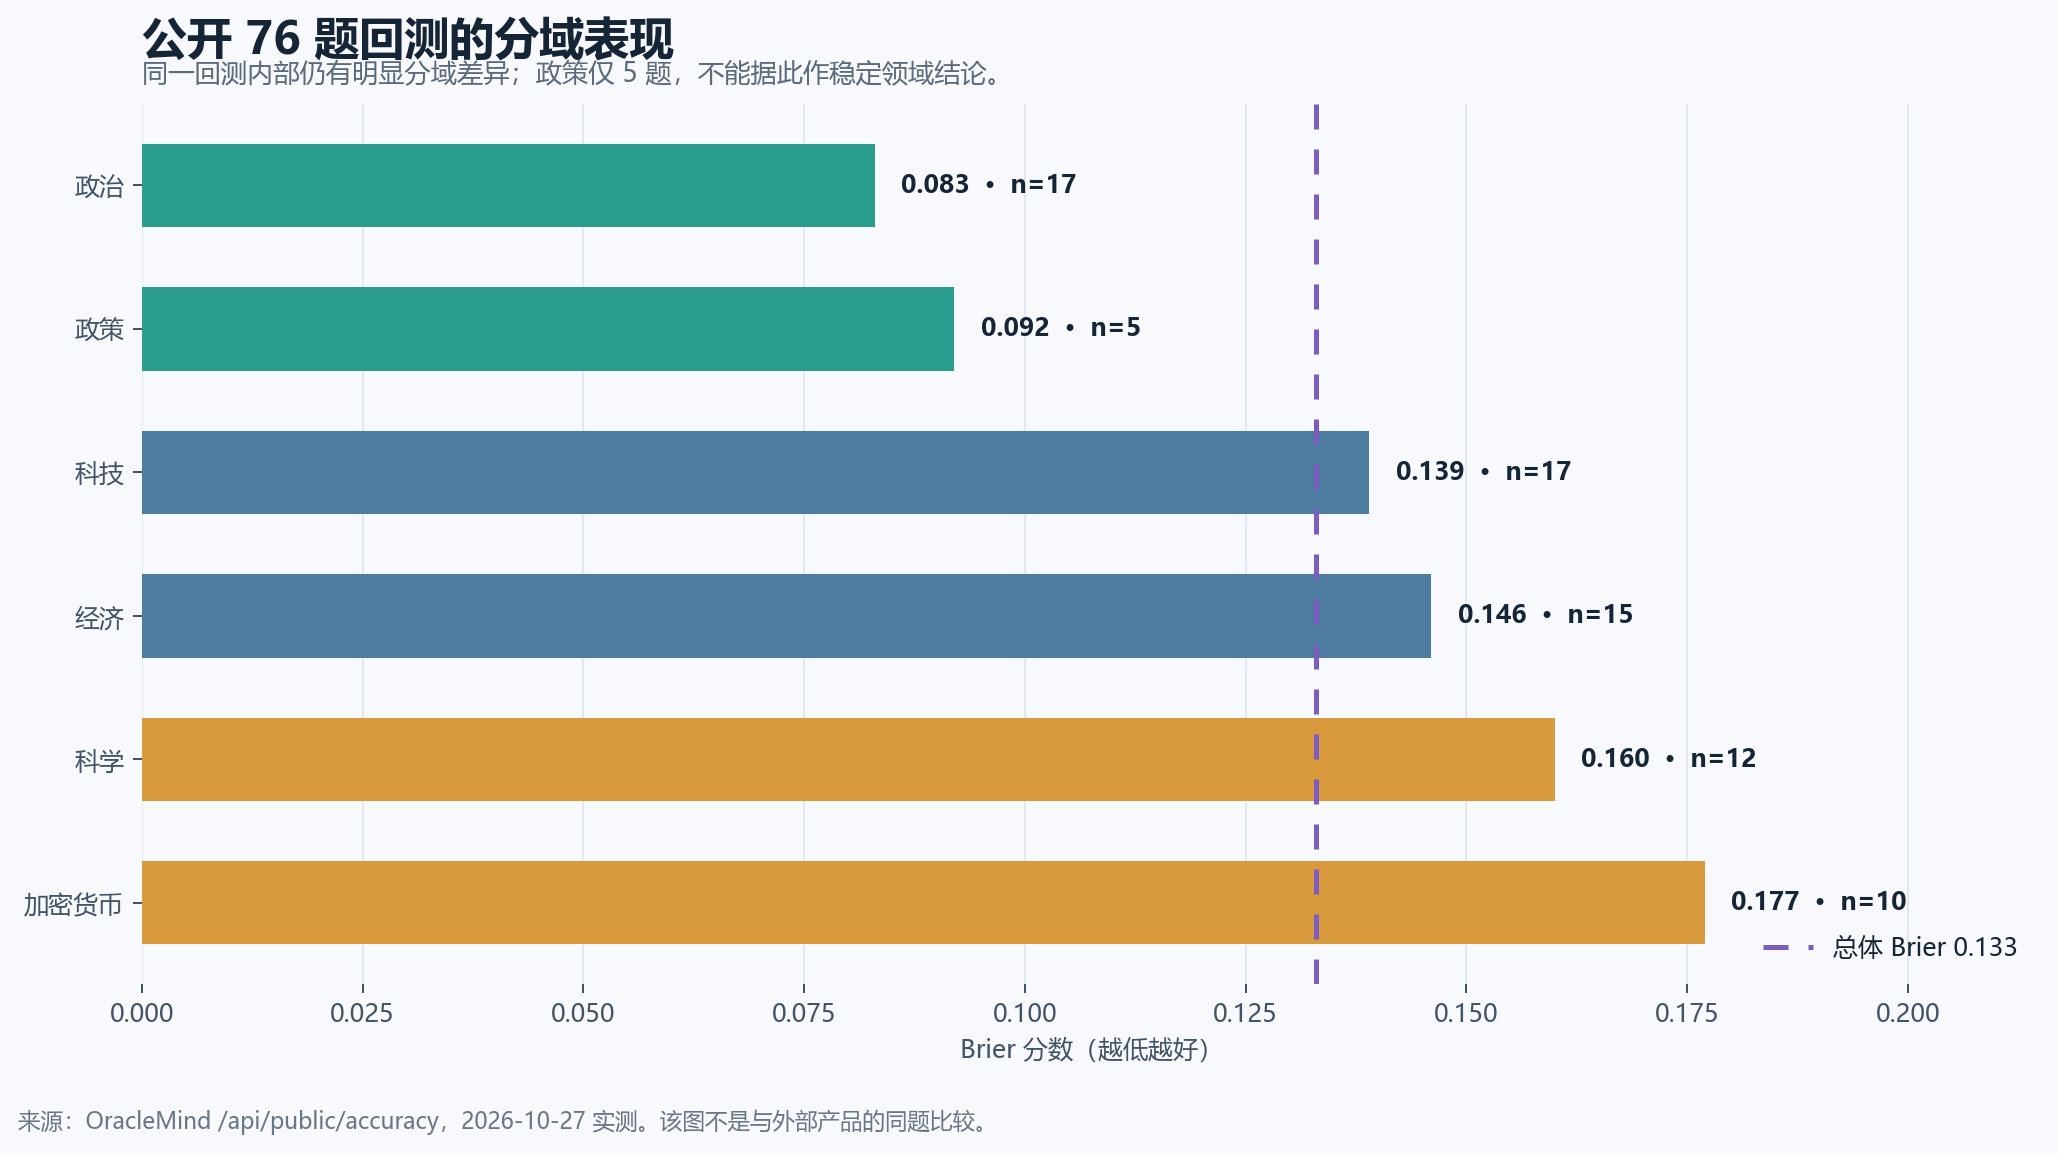 公开 76 题回测的分域表现
同一回测内部仍有明显分域差异；政策仅 5 题，不能据此作稳定领域结论。
政治
0.083 • n=17
政策
0.092 • n=5
科技
0.139 • n=17
经济
0.146 • n=15
科学
0.160 • n=12
加密货币
0.177 • n=10
总体 Brier 0.133
0.000 0.025 0.050 0.075 0.100 0.125 0.150 0.175 0.200
Brier 分数（越低越好）
来源：OracleMind /api/public/accuracy，2026-10-27 实测。该图不是与外部产品的同题比较。